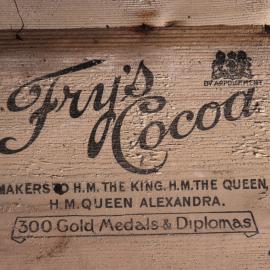 BY APPOINTMENT
Fry's
Cocoa
MAKERS TO H.M. THE KING, H.M. THE QUEEN,
H.M. QUEEN ALEXANDRA.
300 Gold Medals & Diplomas